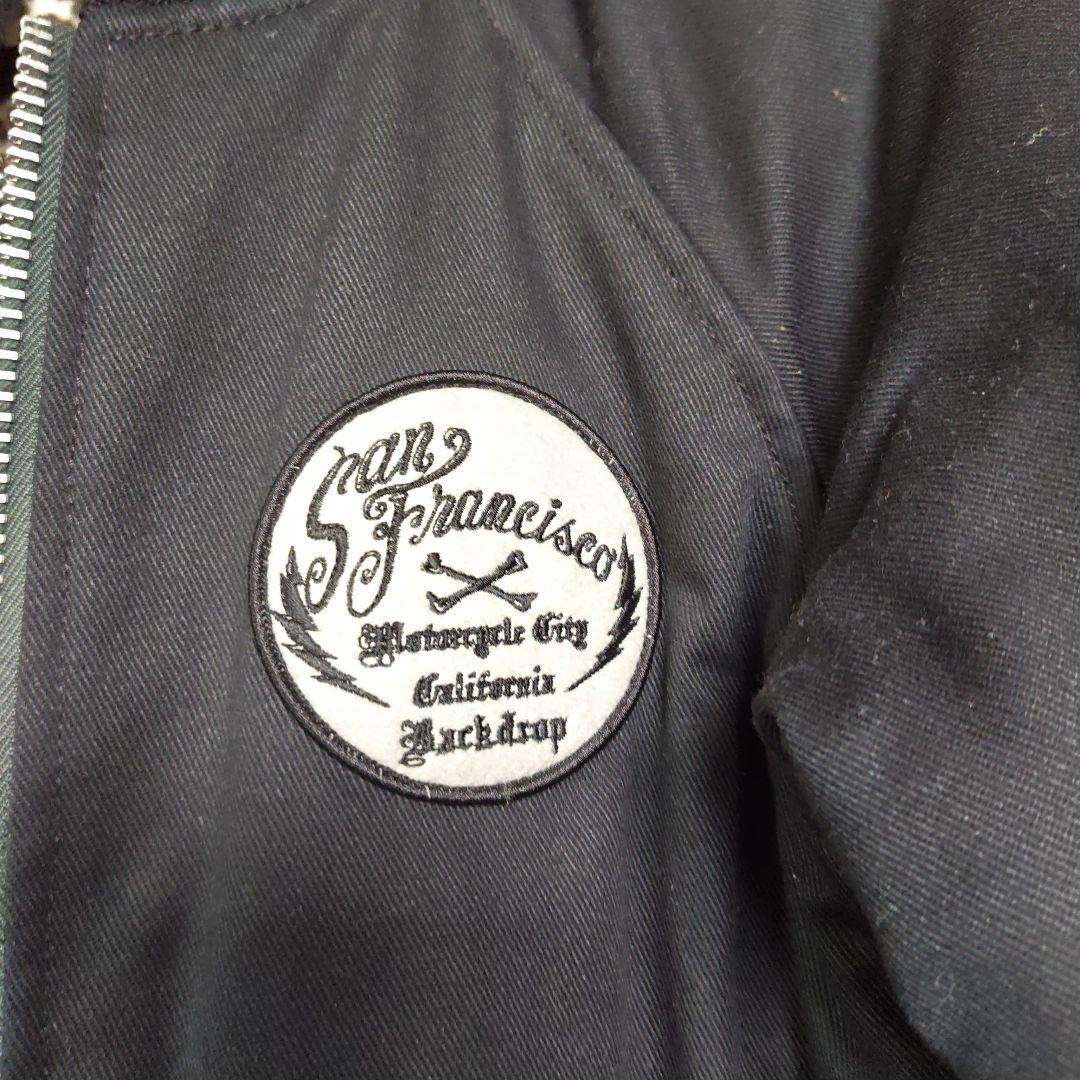 San
Francisco
Motorcycle City
California
Backdrop